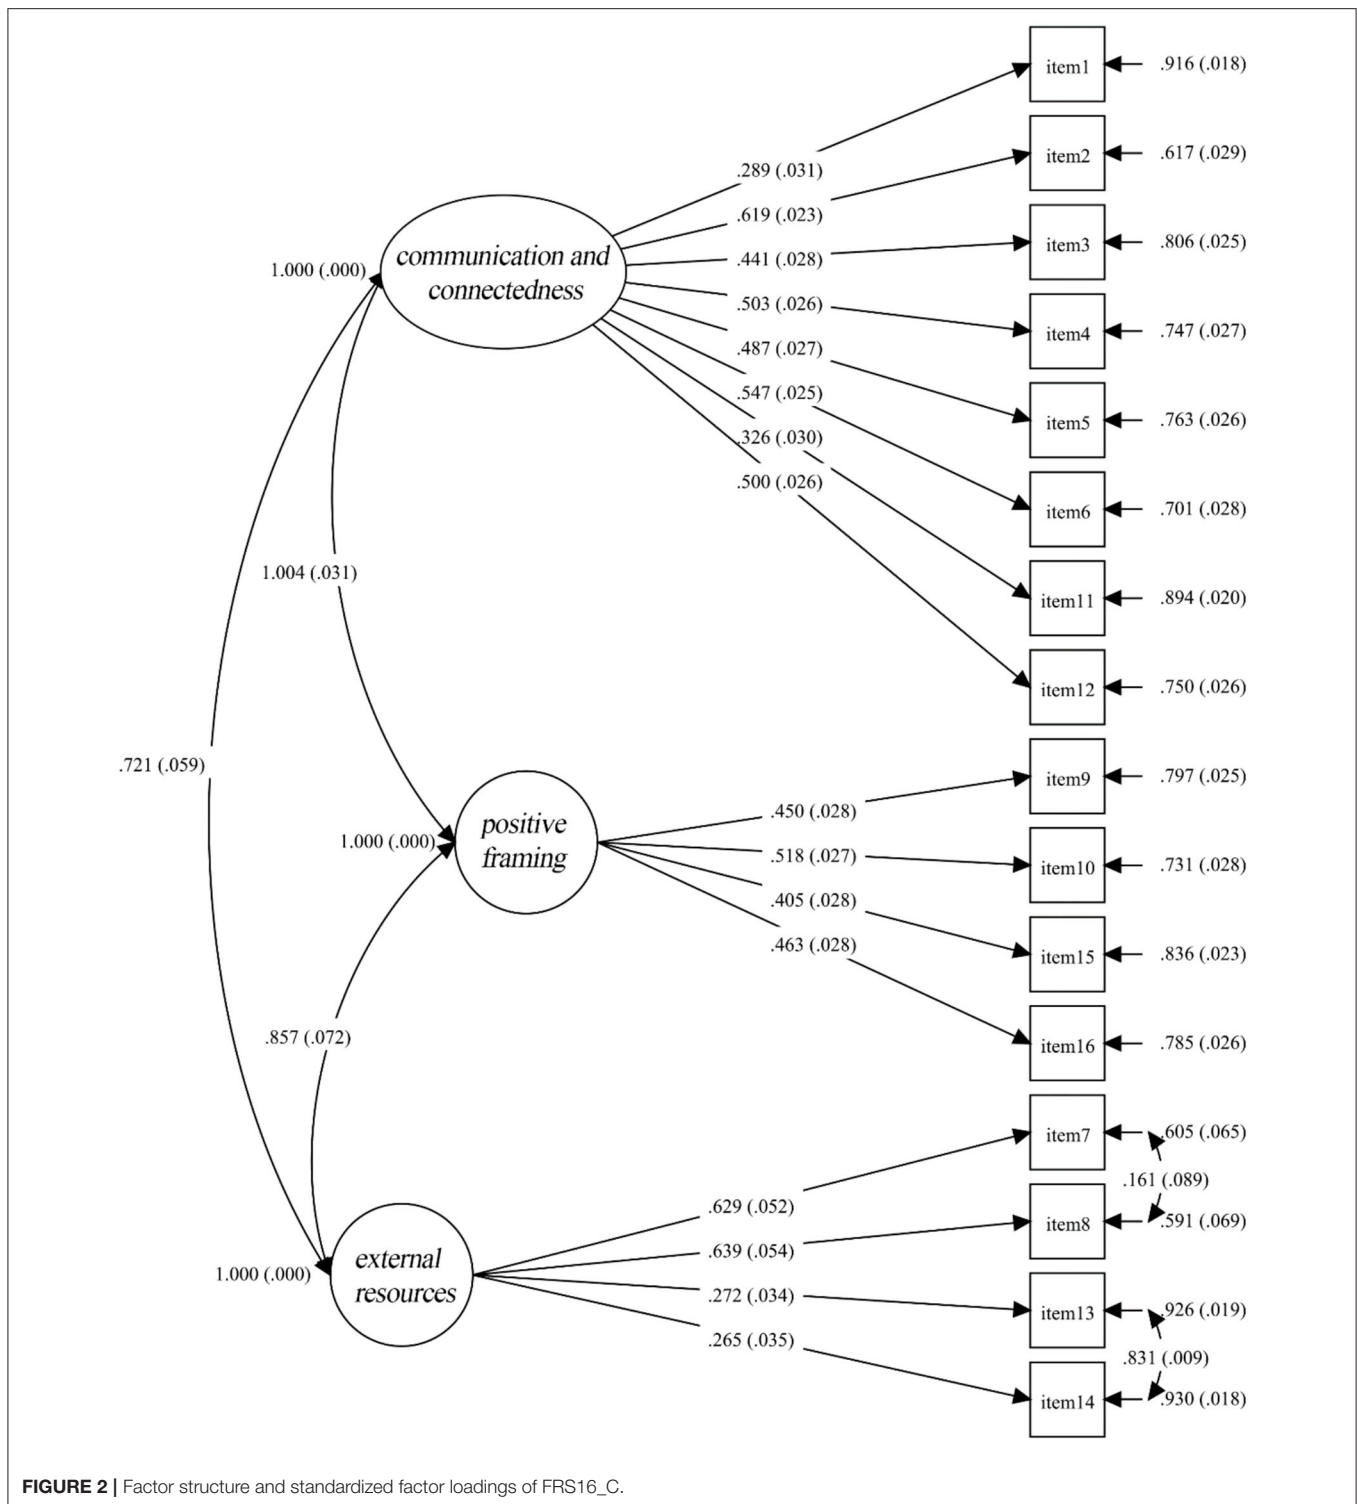 item1
.916 (.018)
.289 (.031)
item2
.617 (.029)
.619 (.023)
item3
.806 (.025)
.441 (.028)
communication and
connectedness
1.000 (.000)
.503 (.026)
item4
.747 (.027)
.487 (.027)
item5
.763 (.026)
.547 (.025)
.326 (.030)
.500 (.026)
item6
.701 (.028)
1.004 (.031)
item11
.894 (.020)
item12
.750 (.026)
.721 (.059)
item9
.797 (.025)
positive
framing
1.000 (.000)
.450 (.028)
.518 (.027)
item10
.731 (.028)
.405 (.028)
.463 (.028)
item15
.836 (.023)
.857 (.072)
item16
.785 (.026)
item7
.605 (.065)
.161 (.089)
.629 (.052)
item8
.591 (.069)
.639 (.054)
external
resources
1.000 (.000)
.272 (.034)
item13
.926 (.019)
.265 (.035)
.831 (.009)
item14
.930 (.018)
FIGURE 2 | Factor structure and standardized factor loadings of FRS16_C.